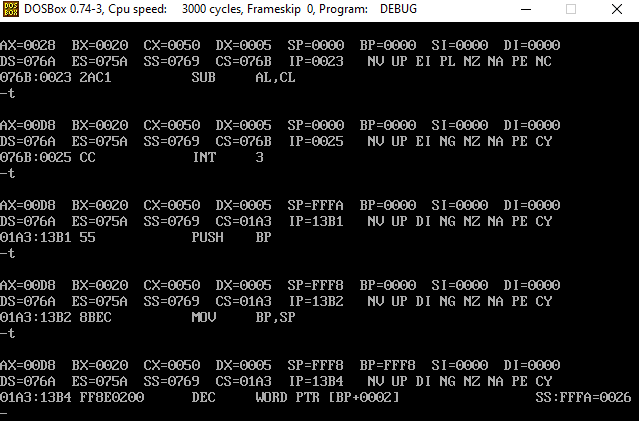 DOSBox 0.74-3, Cpu speed: 3000 cycles, Frameskip 0, Program: DEBUG
AX=0028 BX=0020 CX=0050 DX=0005 SP=0000 BP=0000 SI=0000 DI=0000
DS=076A ES=075A SS=0769 CS=076B IP=0023 NV UP EI PL NZ NA PE NC
076B:0023 2AC1 SUB AL,CL
-t
AX=00D8 BX=0020 CX=0050 DX=0005 SP=0000 BP=0000 SI=0000 DI=0000
DS=076A ES=075A SS=0769 CS=076B IP=0025 NV UP EI NG NZ NA PE CY
076B:0025 CC INT 3
-t
AX=00D8 BX=0020 CX=0050 DX=0005 SP=FFFA BP=0000 SI=0000 DI=0000
DS=076A ES=075A SS=0769 CS=01A3 IP=13B1 NV UP DI NG NZ NA PE CY
01A3:13B1 55 PUSH BP
-t
AX=00D8 BX=0020 CX=0050 DX=0005 SP=FFF8 BP=0000 SI=0000 DI=0000
DS=076A ES=075A SS=0769 CS=01A3 IP=13B2 NV UP DI NG NZ NA PE CY
01A3:13B2 8BEC MOV BP,SP
-t
AX=00D8 BX=0020 CX=0050 DX=0005 SP=FFF8 BP=FFF8 SI=0000 DI=0000
DS=076A ES=075A SS=0769 CS=01A3 IP=13B4 NV UP DI NG NZ NA PE CY
01A3:13B4 FF8E0200 DEC WORD PTR [BP+0002] SS:FFFA=0026
-